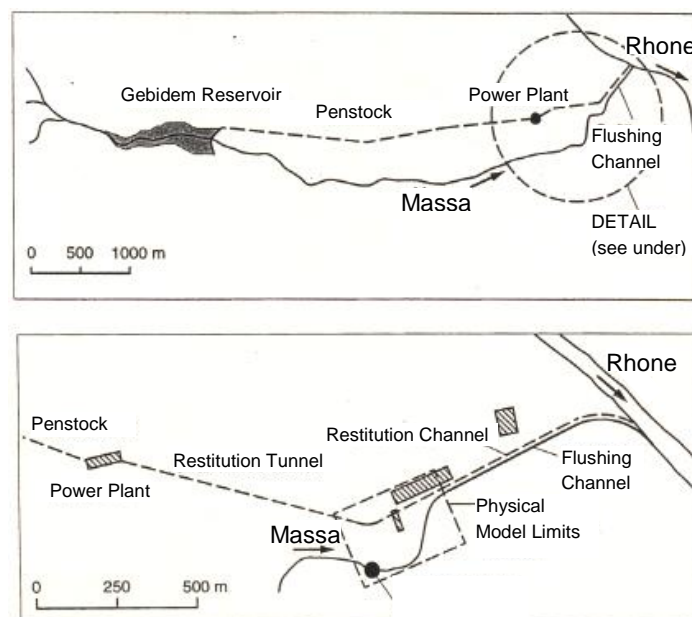 Rhone
Gebidem Reservoir
Penstock
Power Plant
Flushing
Channel
Massa
DETAIL
(see under)
0 500 1000 m
Rhone
Penstock
Restitution Channel
Restitution Tunnel
Flushing
Channel
Power Plant
Physical
Model Limits
Massa
0 250 500 m